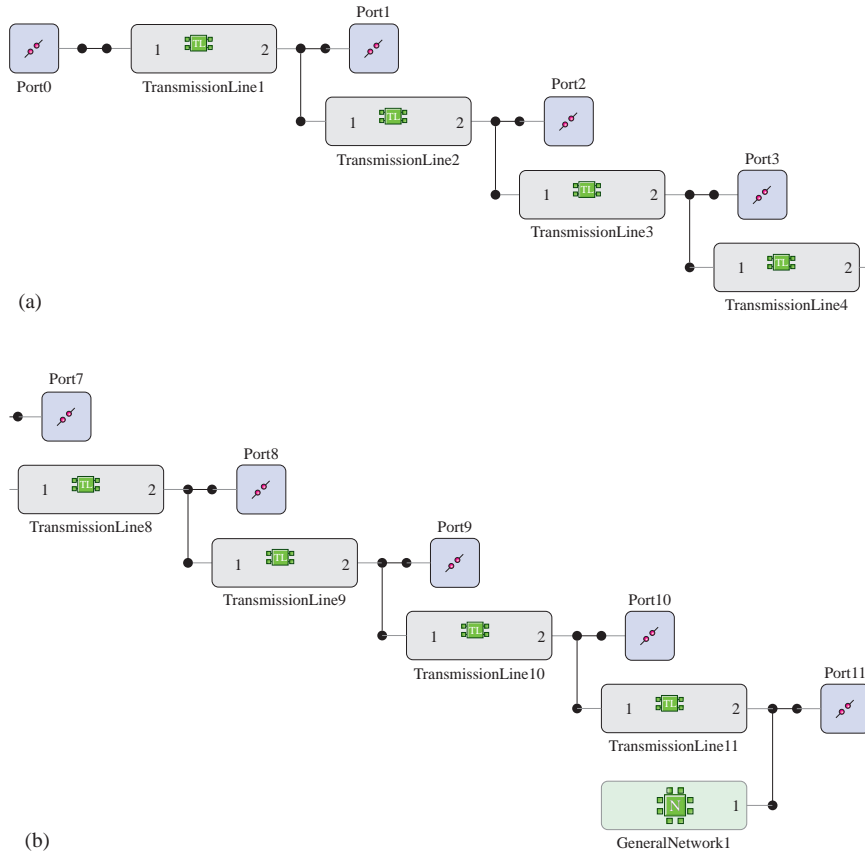 Port1
1 TL 2
Port0
TransmissionLine1
Port2
1 TL 2
TransmissionLine2
Port3
1 TL 2
TransmissionLine3
1 TL 2
(a)
TransmissionLine4
Port7
Port8
1 TL 2
TransmissionLine8
Port9
1 TL 2
TransmissionLine9
Port10
1 TL 2
TransmissionLine10
Port11
1 TL 2
TransmissionLine11
N 1
(b)
GeneralNetwork1